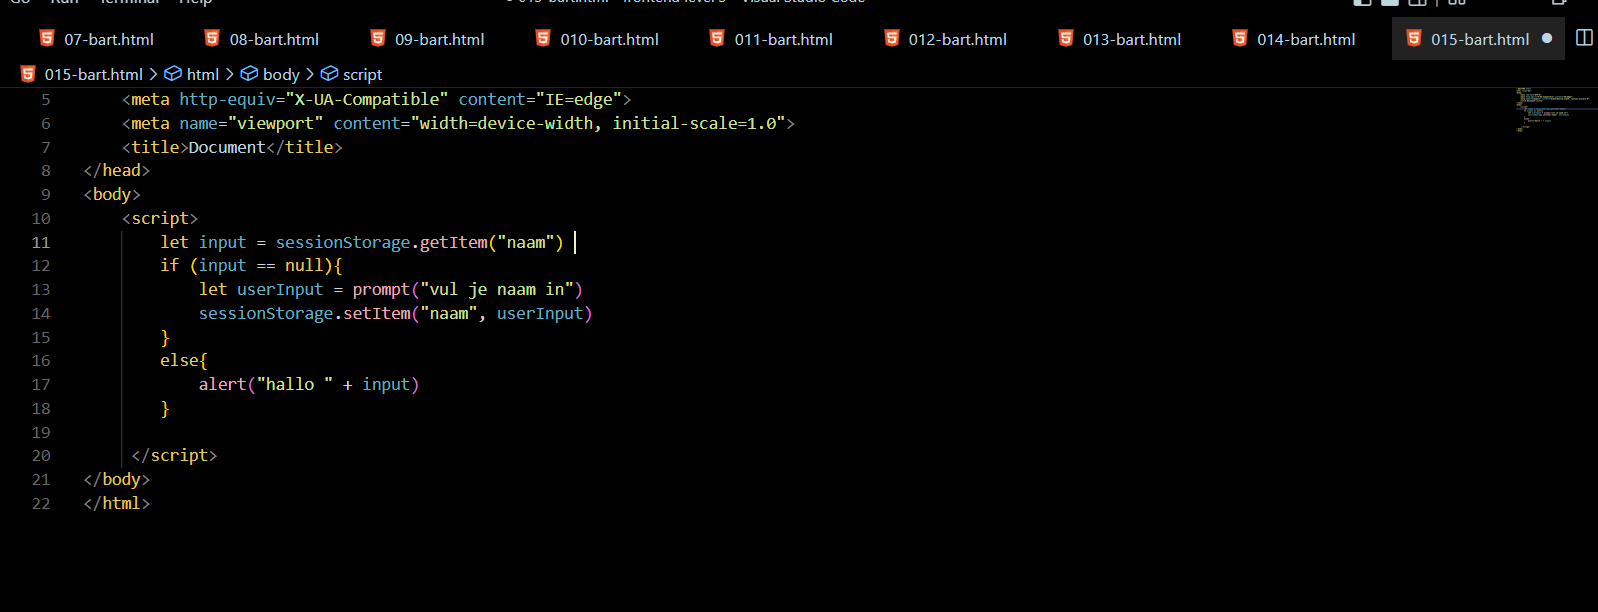 07-bart.html 08-bart.html 09-bart.html 010-bart.html 011-bart.html 012-bart.html 013-bart.html 014-bart.html 015-bart.html
015-bart.html > html > body > script
5 <meta http-equiv="X-UA-Compatible" content="IE=edge">
6 <meta name="viewport" content="width=device-width, initial-scale=1.0">
7 <title>Document</title>
8 </head>
9 <body>
10 <script>
11 let input = sessionStorage.getItem("naam")
12 if (input == null){
13 let userInput = prompt("vul je naam in")
14 sessionStorage.setItem("naam", userInput)
15 }
16 else{
17 alert("hallo " + input)
18 }
19
20 </script>
21 </body>
22 </html>